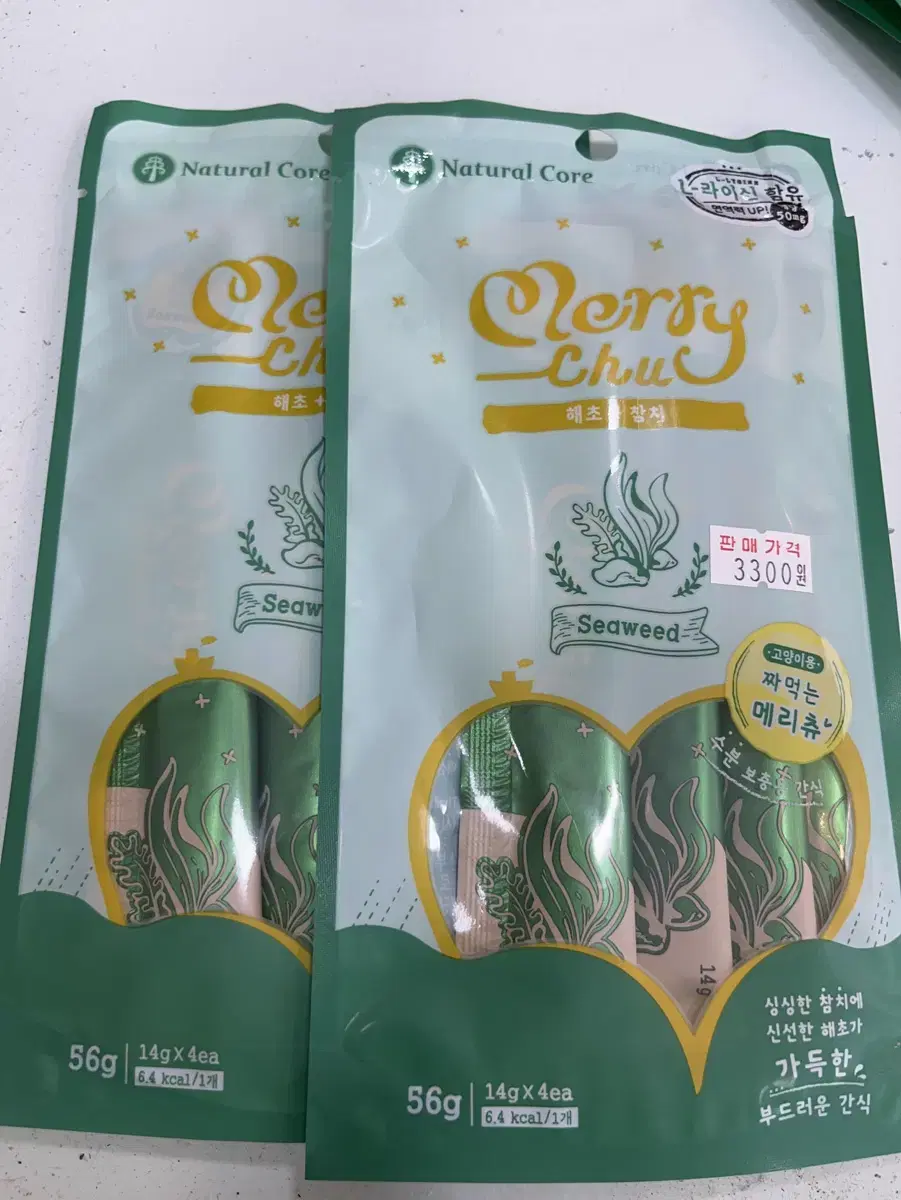 Natural Core
Me
Chu
해초 +
Seaw
56g
14g X 4ea
6.4 kcal/1개
Natural Core
L-라이신 함유
면역력 UP!
50mg
Merry
Chu
해초 + 참치
Seaweed
판매가격
3300원
고양이용
짜먹는
메리츄
수분 보충용 간식
14g
싱싱한 참치에
신선한 해초가
가득한
부드러운 간식
56g
14g X 4ea
6.4 kcal/1개